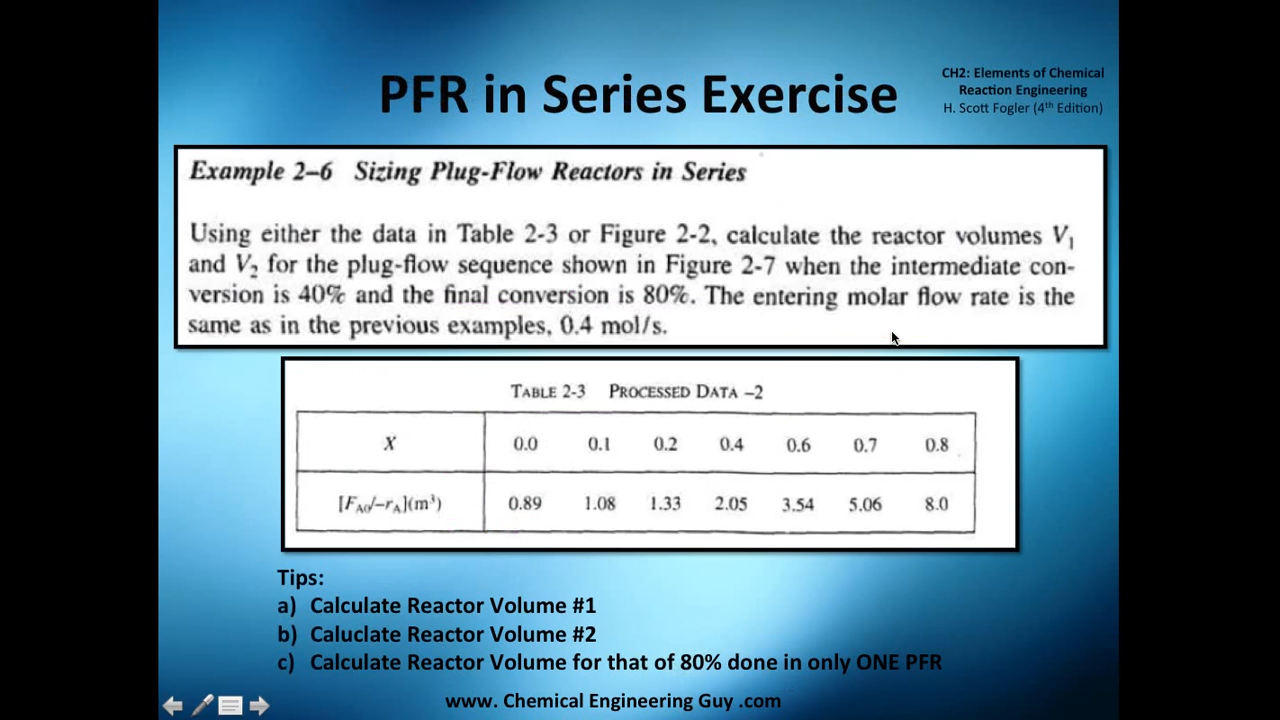 PFR in Series Exercise
CH2: Elements of Chemical
Reaction Engineering
H. Scott Fogler (4th Edition)
Example 2–6 Sizing Plug-Flow Reactors in Series
Using either the data in Table 2-3 or Figure 2-2, calculate the reactor volumes V1
and V2 for the plug-flow sequence shown in Figure 2-7 when the intermediate con-
version is 40% and the final conversion is 80%. The entering molar flow rate is the
same as in the previous examples, 0.4 mol/s.
TABLE 2-3 PROCESSED DATA –2
X 0.0 0.1 0.2 0.4 0.6 0.7 0.8
[FA0/–rA](m³) 0.89 1.08 1.33 2.05 3.54 5.06 8.0
Tips:
a) Calculate Reactor Volume #1
b) Caluclate Reactor Volume #2
c) Calculate Reactor Volume for that of 80% done in only ONE PFR
www. Chemical Engineering Guy .com